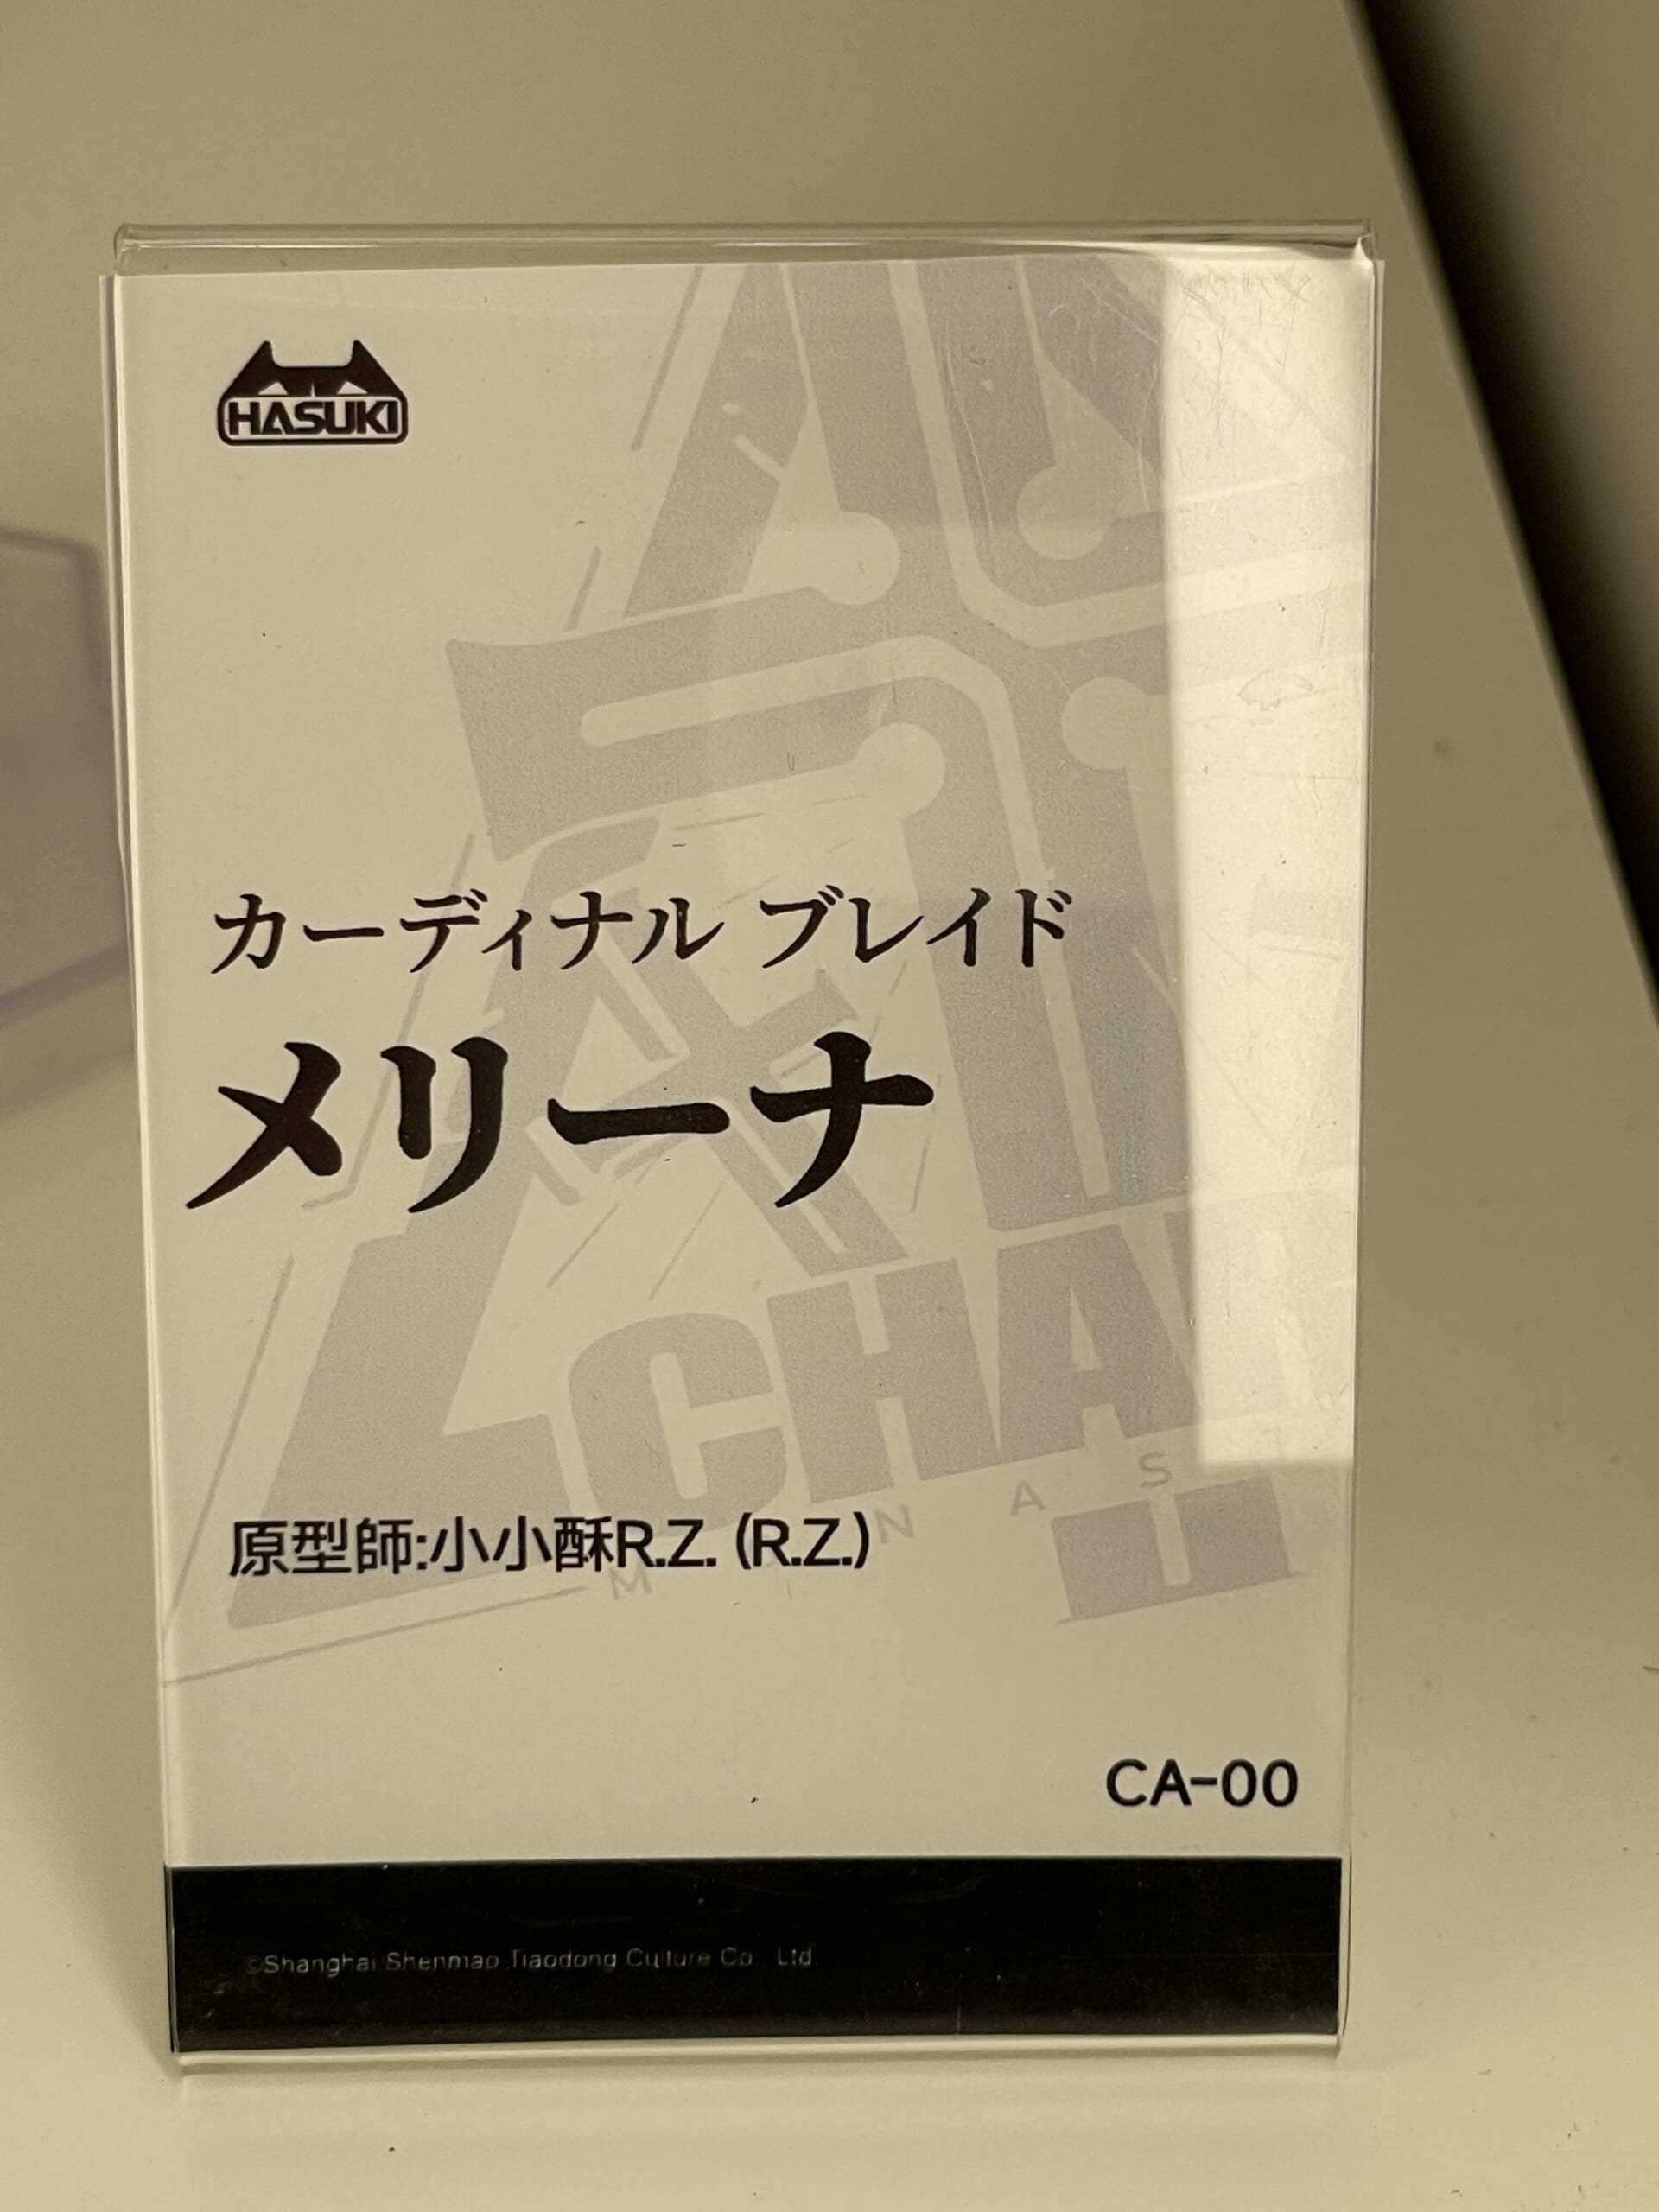 HASUKI
カーディナル ブレイド
メリーナ
原型師:小小酥R.Z. (R.Z.)
CHA
CA-00
©Shanghai Shenmao Tiaodong Culture Co., Ltd.